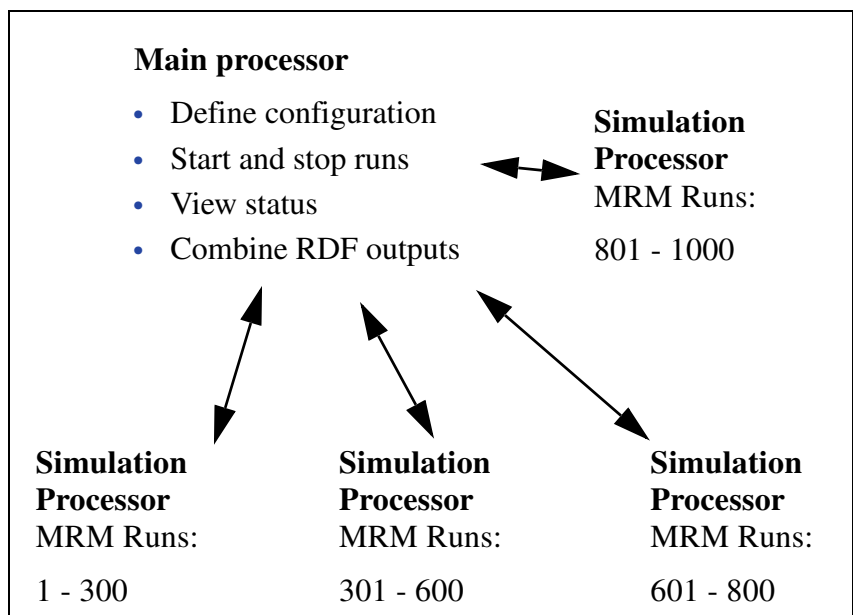 Main processor
• Define configuration
• Start and stop runs
• View status
• Combine RDF outputs
Simulation
Processor
MRM Runs:
801 - 1000
Simulation
Processor
MRM Runs:
1 - 300
Simulation
Processor
MRM Runs:
301 - 600
Simulation
Processor
MRM Runs:
601 - 800